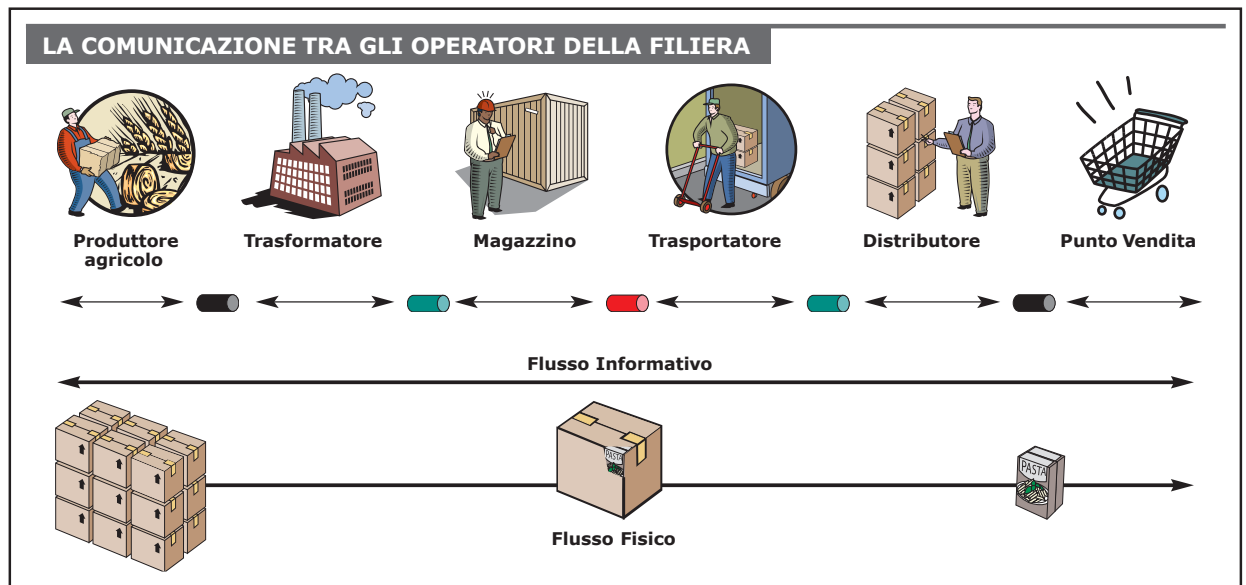 LA COMUNICAZIONE TRA GLI OPERATORI DELLA FILIERA
Produttore
agricolo
Trasformatore
Magazzino
Trasportatore
Distributore
Punto Vendita
Flusso Informativo
PASTA
PASTA
Flusso Fisico